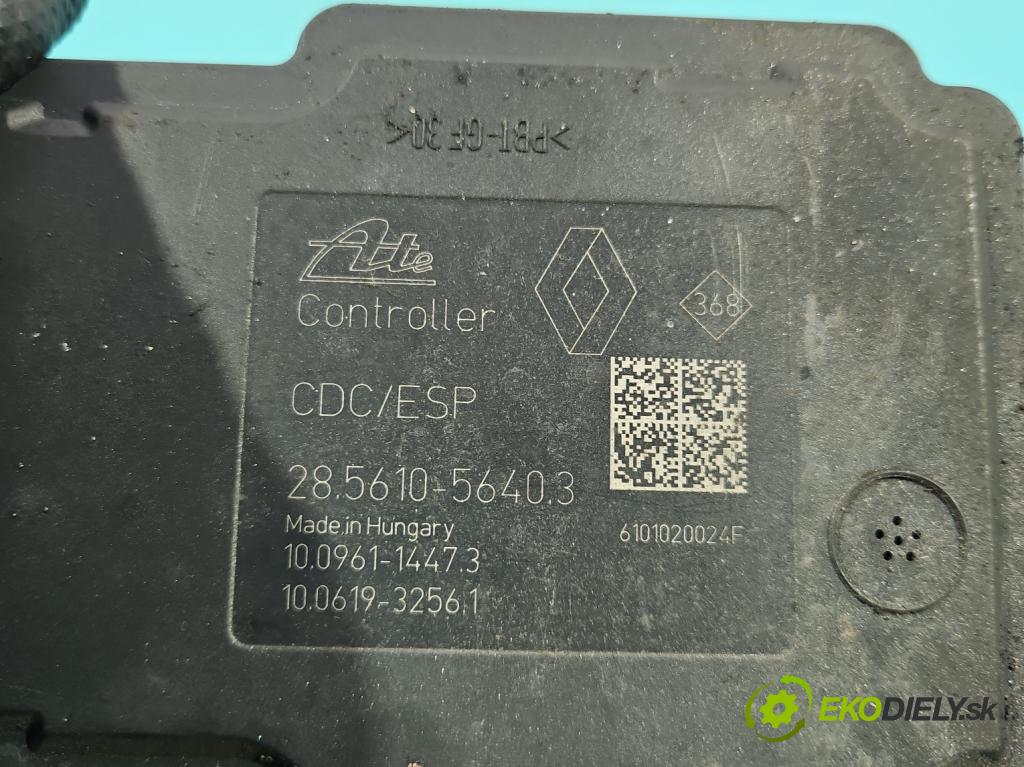 >PBT-GF30<
Ate
Controller
368
CDC/ESP
28.5610-5640.3
Made in Hungary
6101020024F
10.0961-1447.3
10.0619-3256.1
EKODIELY.sk